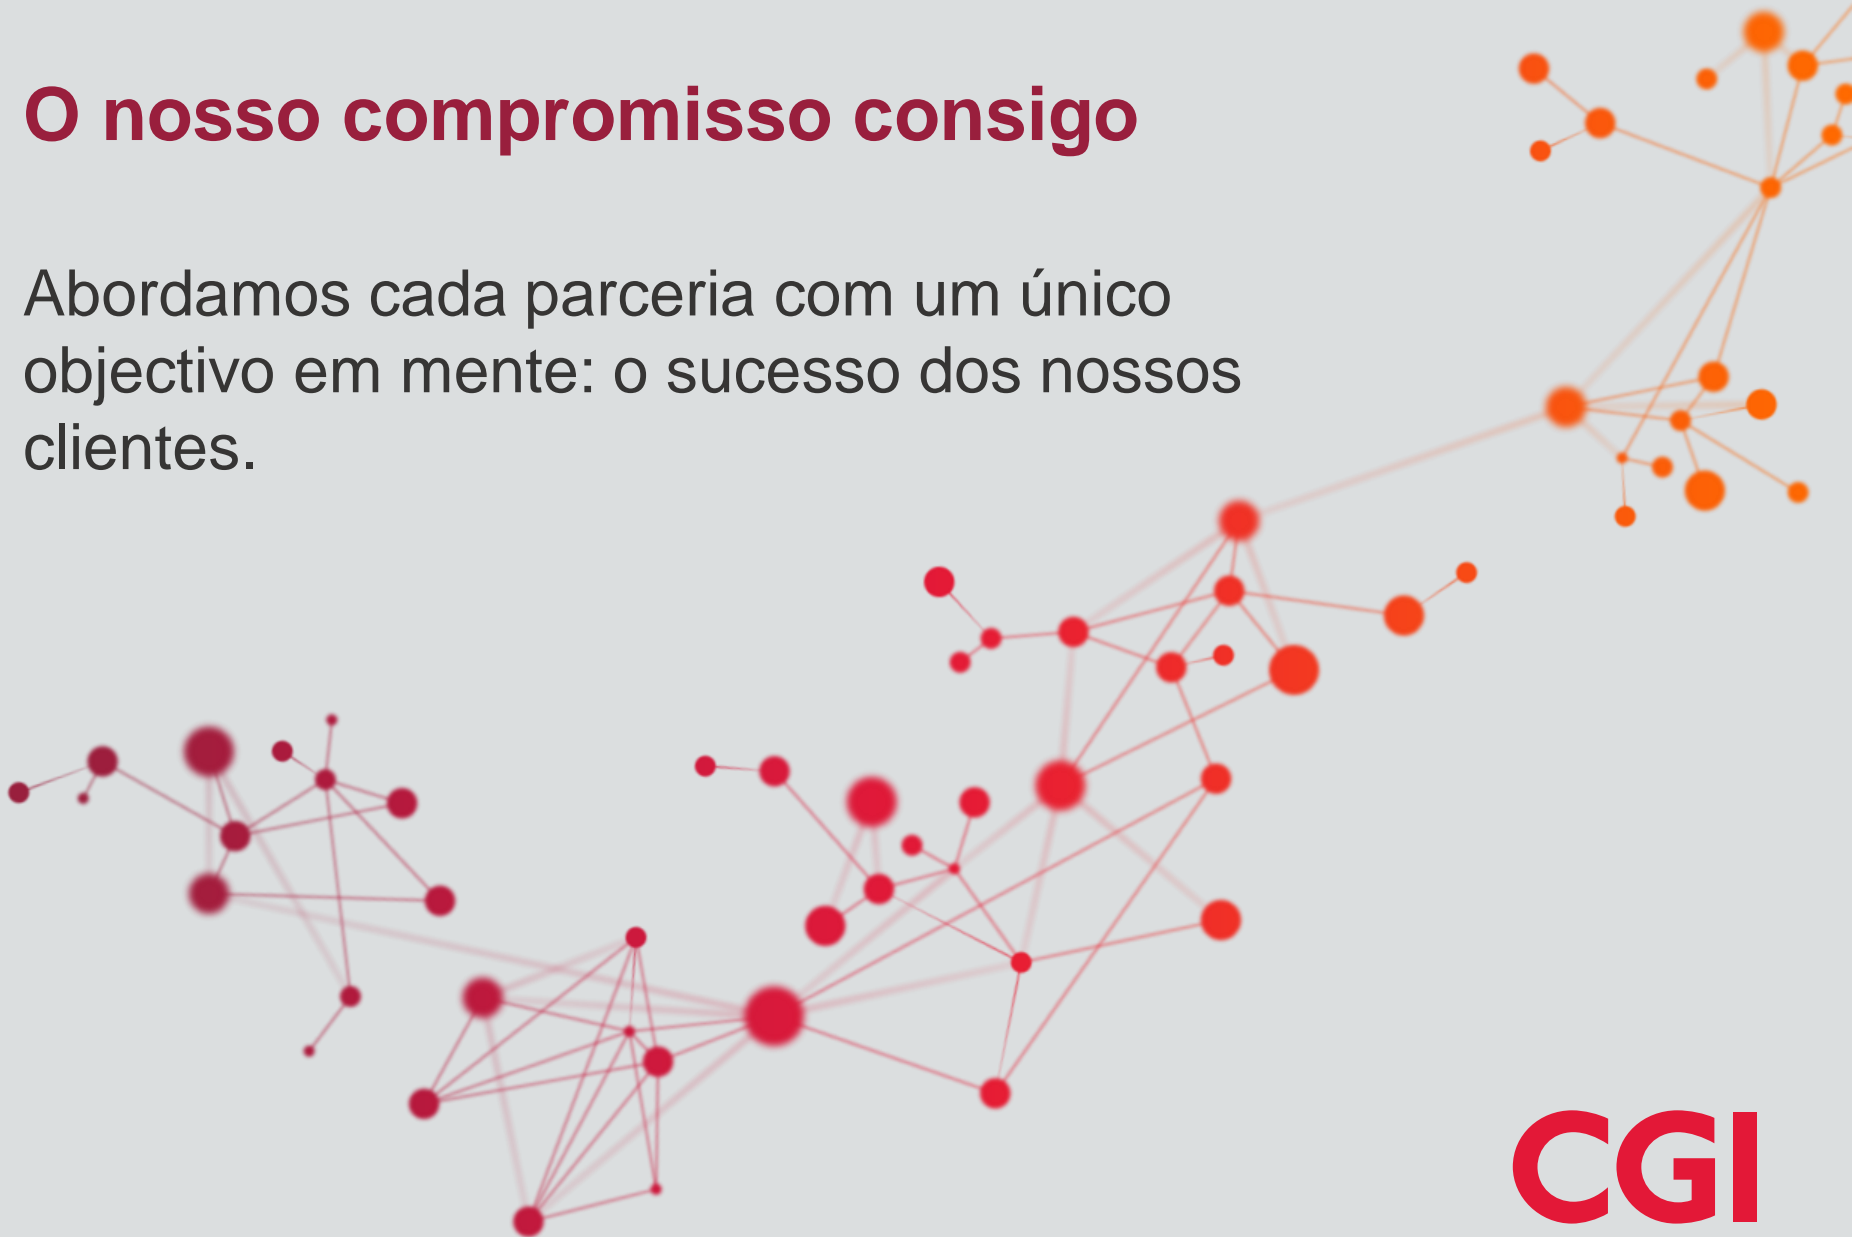 O nosso compromisso consigo
Abordamos cada parceria com um único
objectivo em mente: o sucesso dos nossos
clientes.
CGI